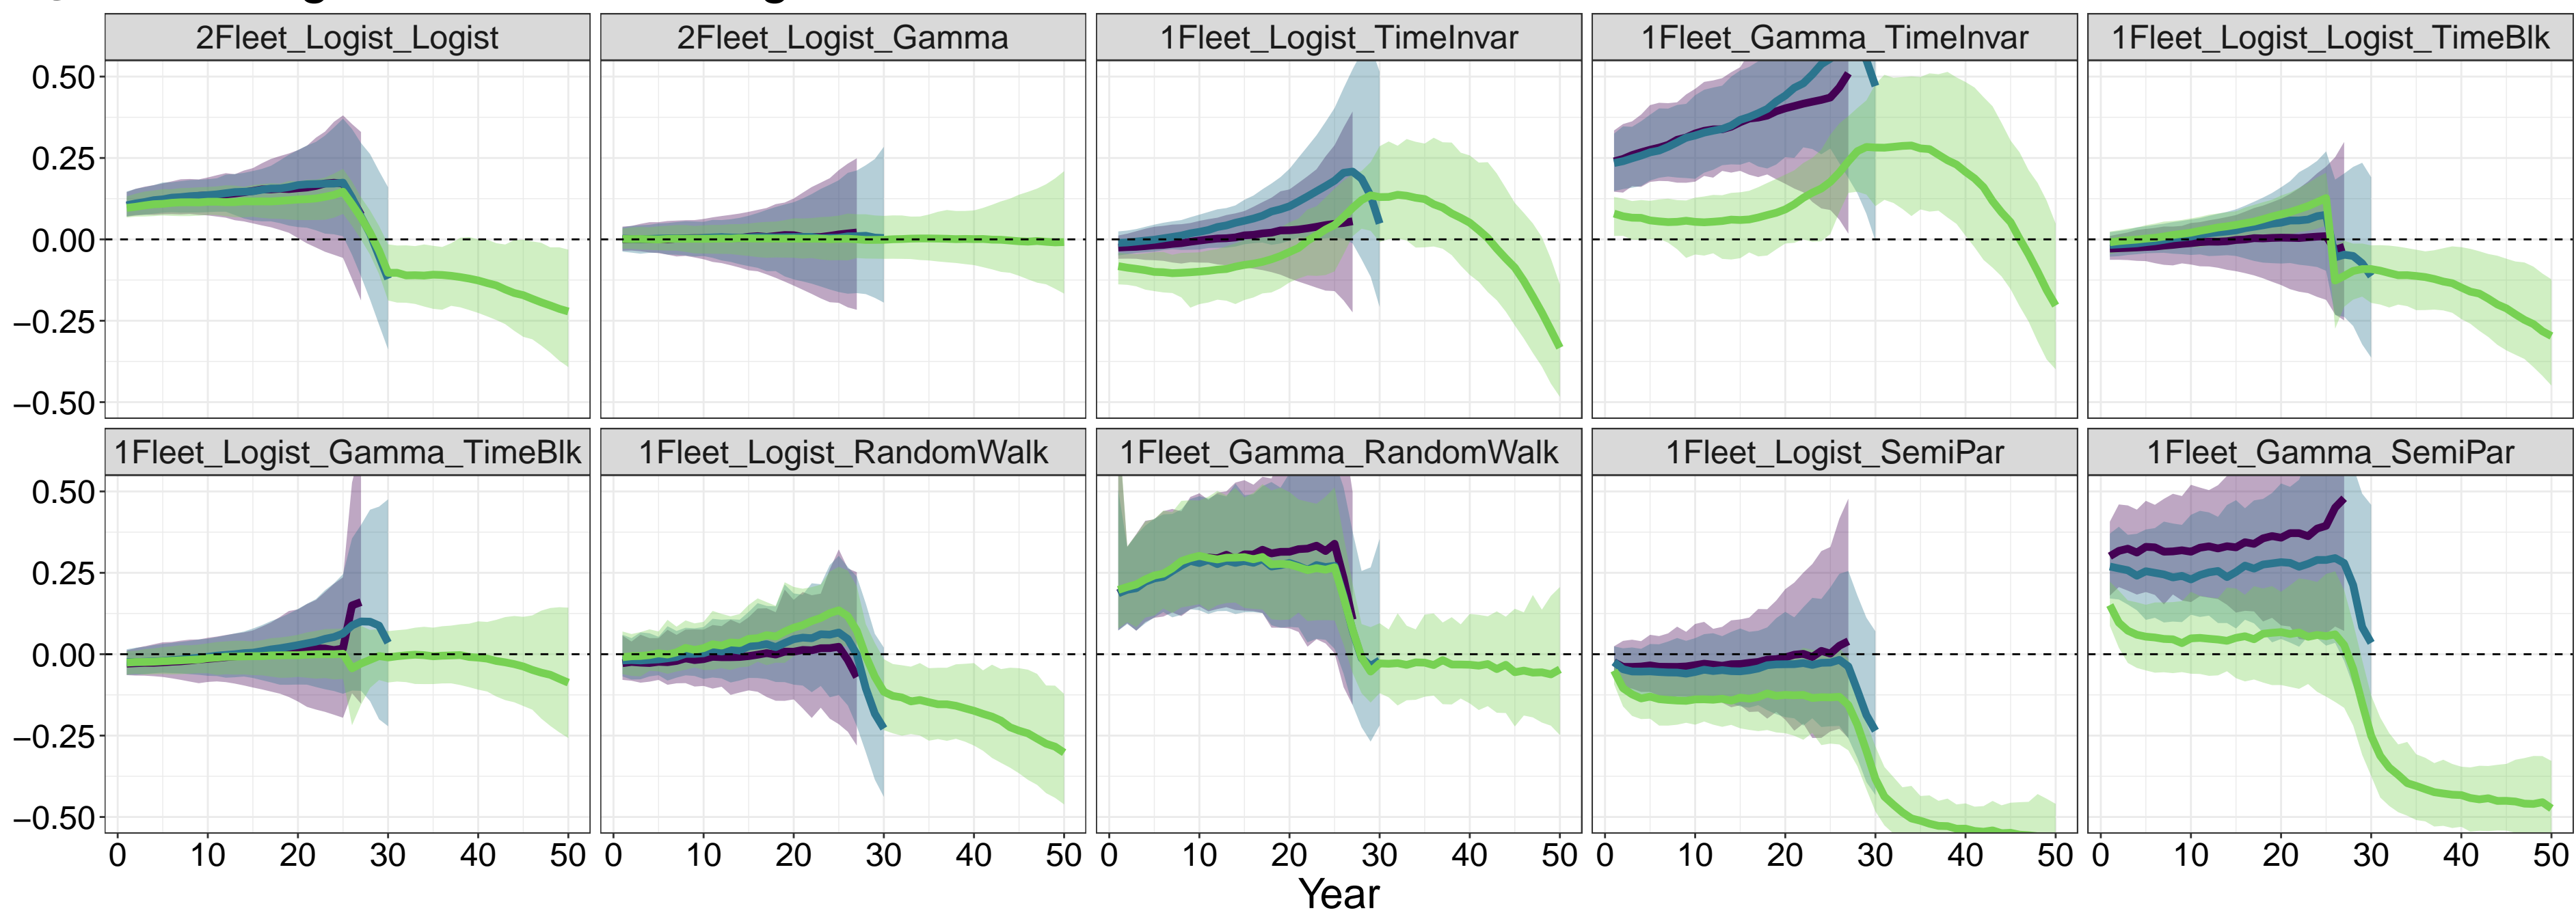 2Fleet_Logist_Logist 2Fleet_Logist_Gamma 1Fleet_Logist_TimeInvar 1Fleet_Gamma_TimeInvar 1Fleet_Logist_Logist_TimeBlk
0.50
0.25
0.00
−0.25
−0.50
1Fleet_Logist_Gamma_TimeBlk 1Fleet_Logist_RandomWalk 1Fleet_Gamma_RandomWalk 1Fleet_Logist_SemiPar 1Fleet_Gamma_SemiPar
0.50
0.25
0.00
−0.25
−0.50
0 10 20 30 40 50 0 10 20 30 40 50 0 10 20 30 40 50 0 10 20 30 40 50 0 10 20 30 40 50
Year